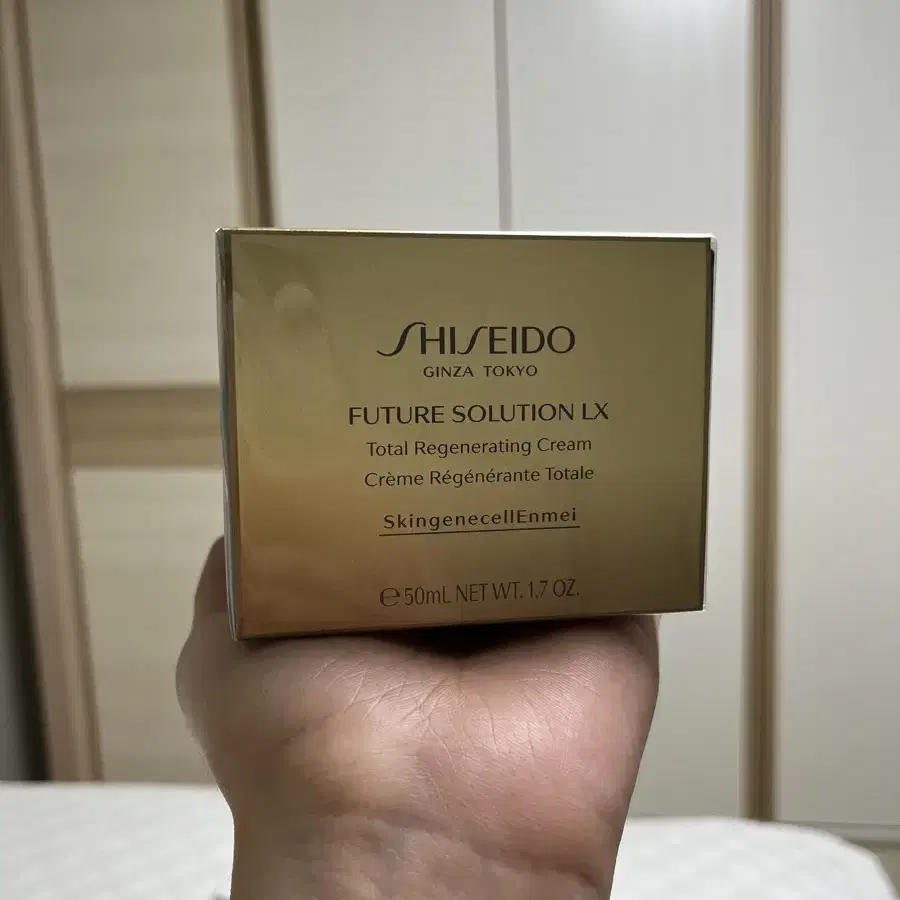 SHISEIDO
GINZA TOKYO
FUTURE SOLUTION LX
Total Regenerating Cream
Crème Régénérante Totale
SkingenecellEnmei
℮50mL NET WT. 1.7 OZ.